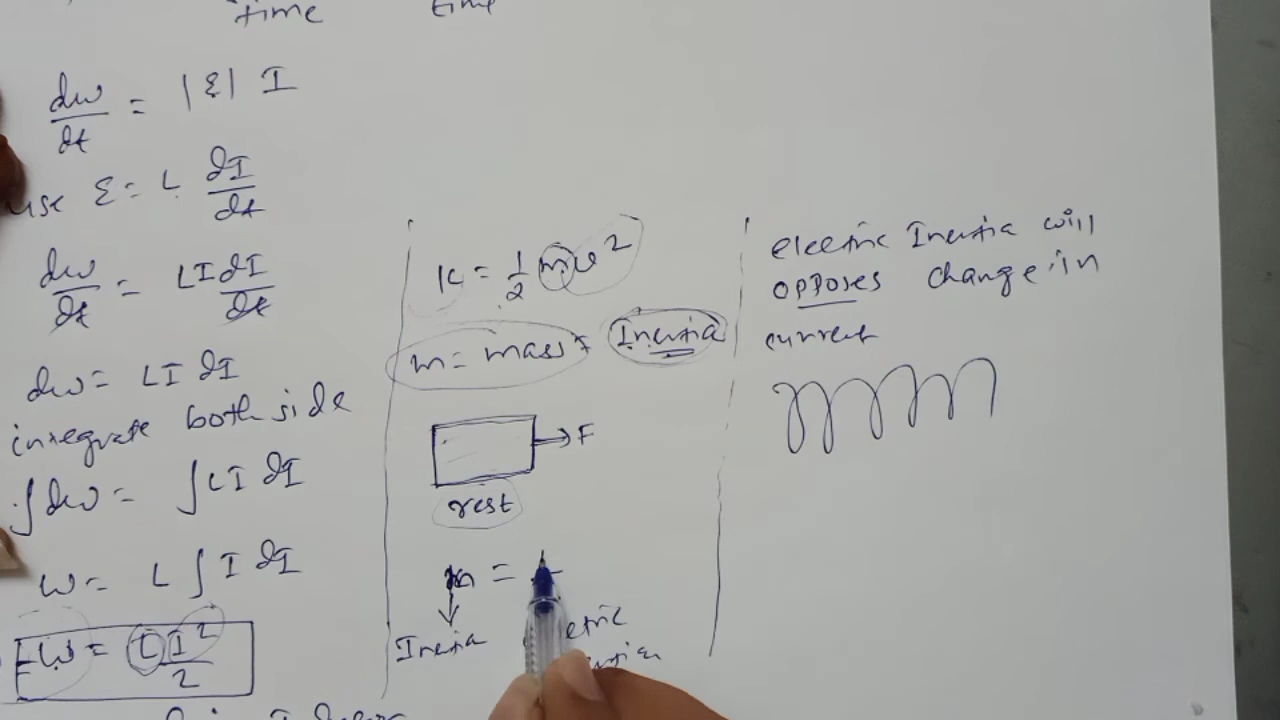 time time
dw/dt = |ε| I
use ε = L dI/dt
dw/dt = LI dI/dt
dw = LI dI
integrate both side
∫dw = ∫LI dI
w = L ∫ I dI
w = LI²/2
K = 1/2 mv²
m = mass = Inertia
F
rest
m =
Inertia
electric Inertia will
opposes change in
current